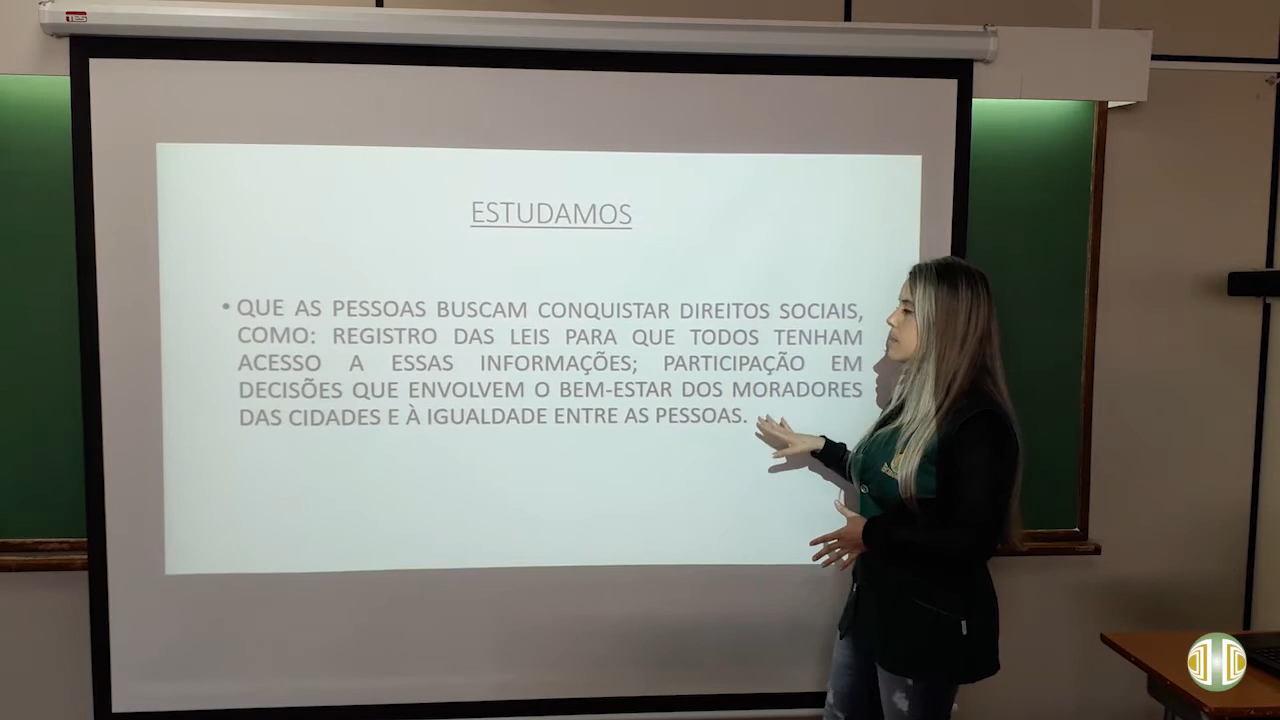 ESTUDAMOS
• QUE AS PESSOAS BUSCAM CONQUISTAR DIREITOS SOCIAIS,
COMO: REGISTRO DAS LEIS PARA QUE TODOS TENHAM
ACESSO A ESSAS INFORMAÇÕES; PARTICIPAÇÃO EM
DECISÕES QUE ENVOLVEM O BEM-ESTAR DOS MORADORES
DAS CIDADES E À IGUALDADE ENTRE AS PESSOAS.